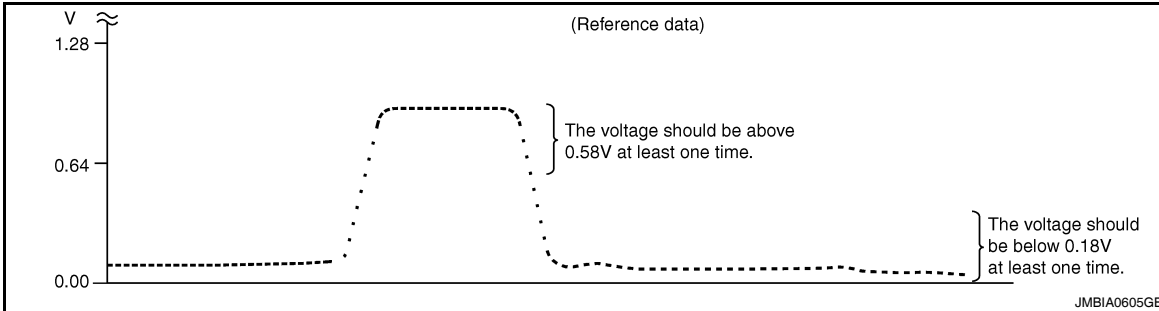 V
(Reference data)
1.28
The voltage should be above
0.58V at least one time.
0.64
The voltage should
be below 0.18V
at least one time.
0.00
JMBIA0605GE